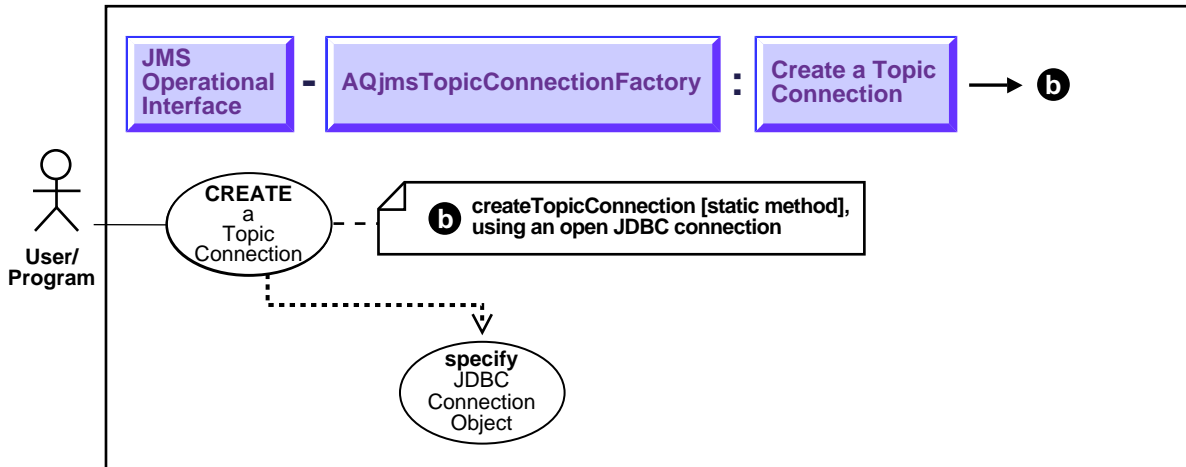 JMS
Operational
Interface
-
AQjmsTopicConnectionFactory
:
Create a Topic
Connection
b
User/
Program
CREATE
a
Topic
Connection
b
createTopicConnection [static method],
using an open JDBC connection
specify
JDBC
Connection
Object